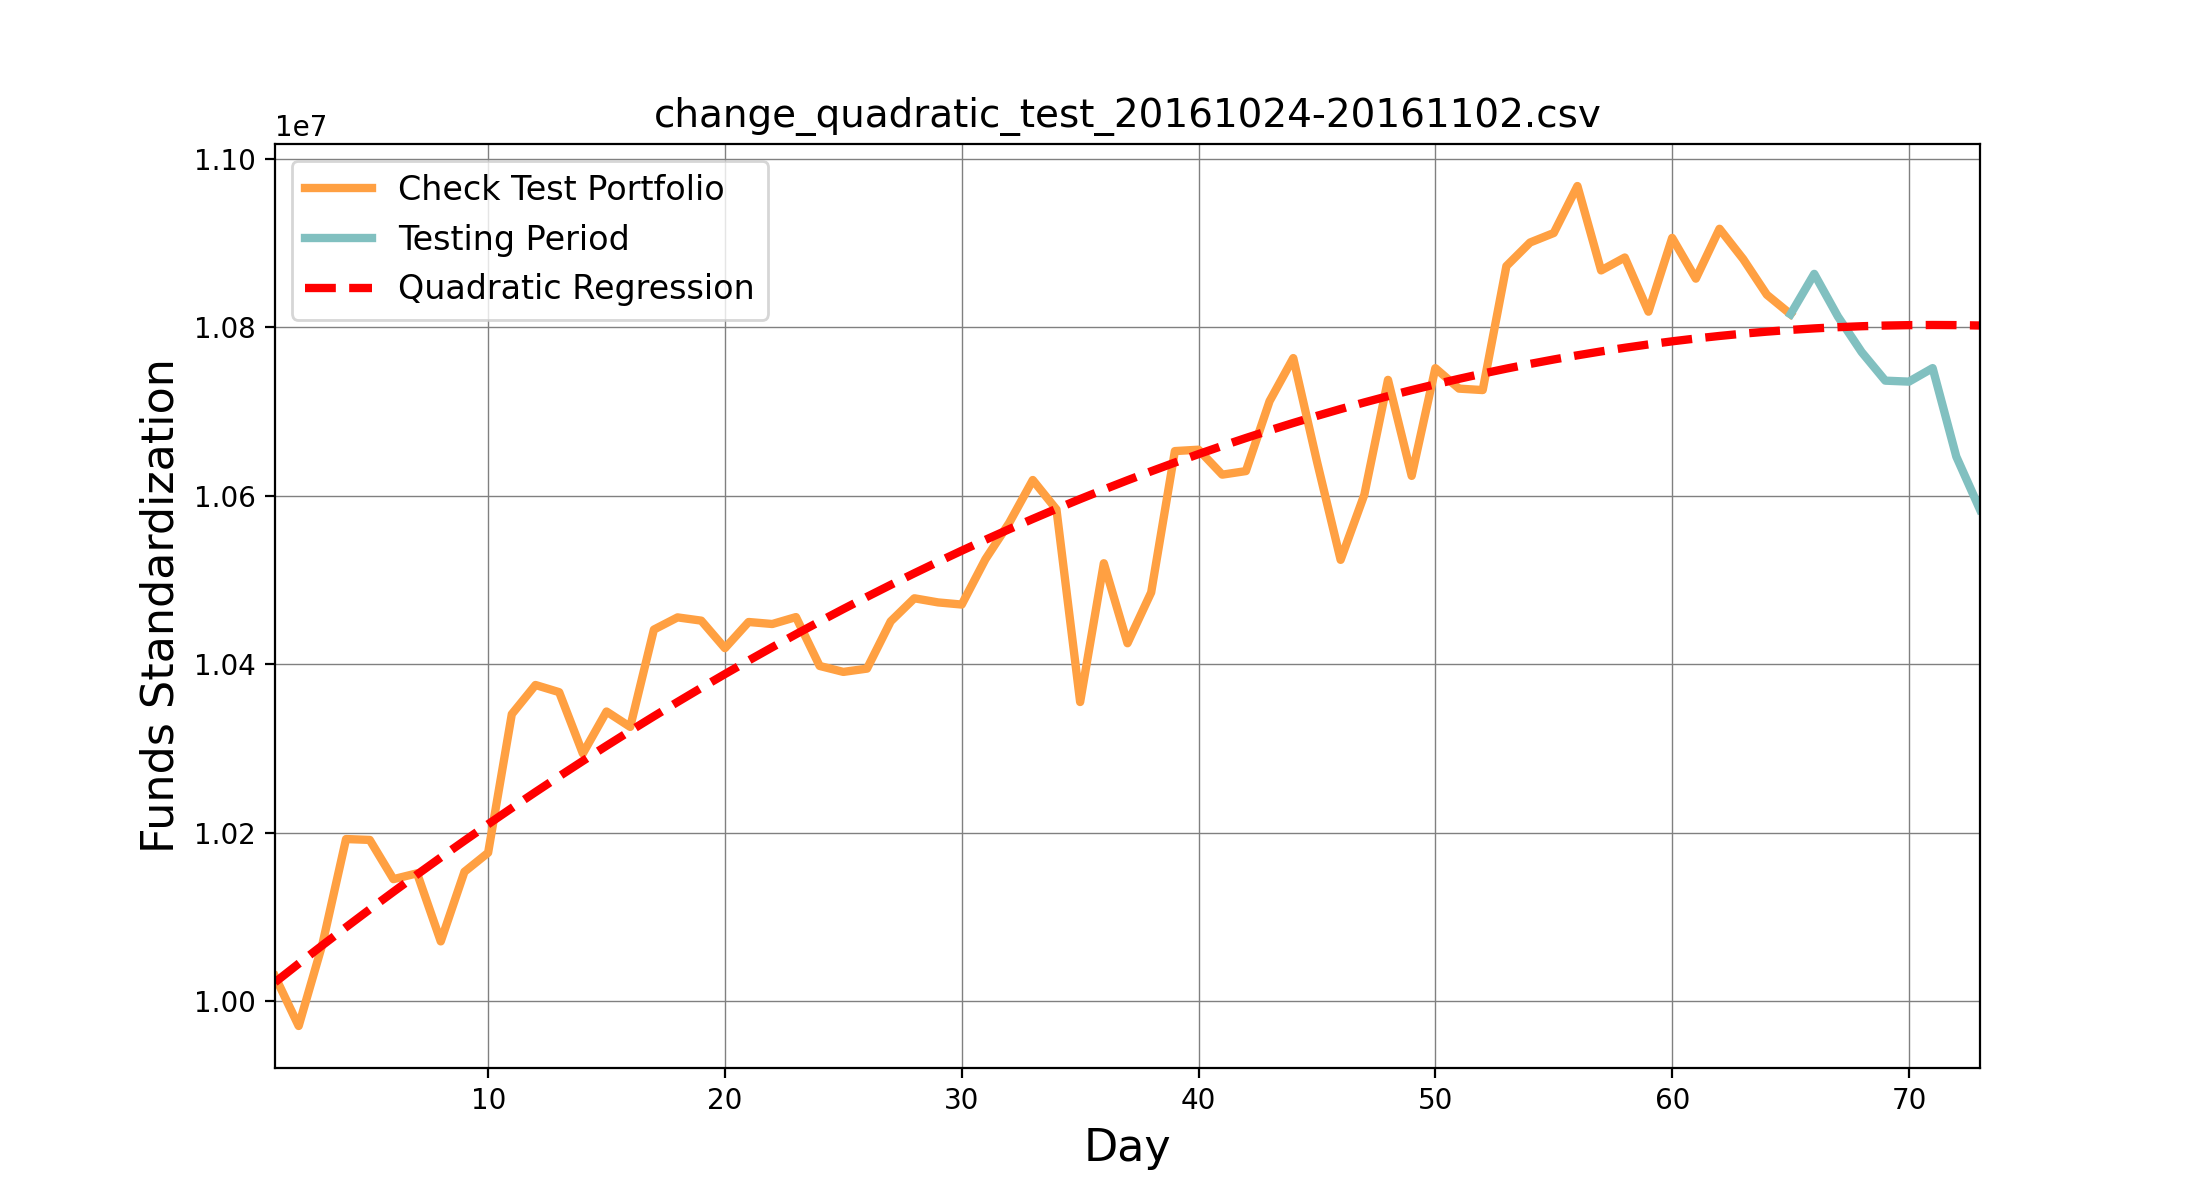 change_quadratic_test_20161024-20161102.csv
1e7
Check Test Portfolio
Testing Period
Quadratic Regression
1.10
1.08
1.06
1.04
1.02
1.00
Funds Standardization
10 20 30 40 50 60 70
Day